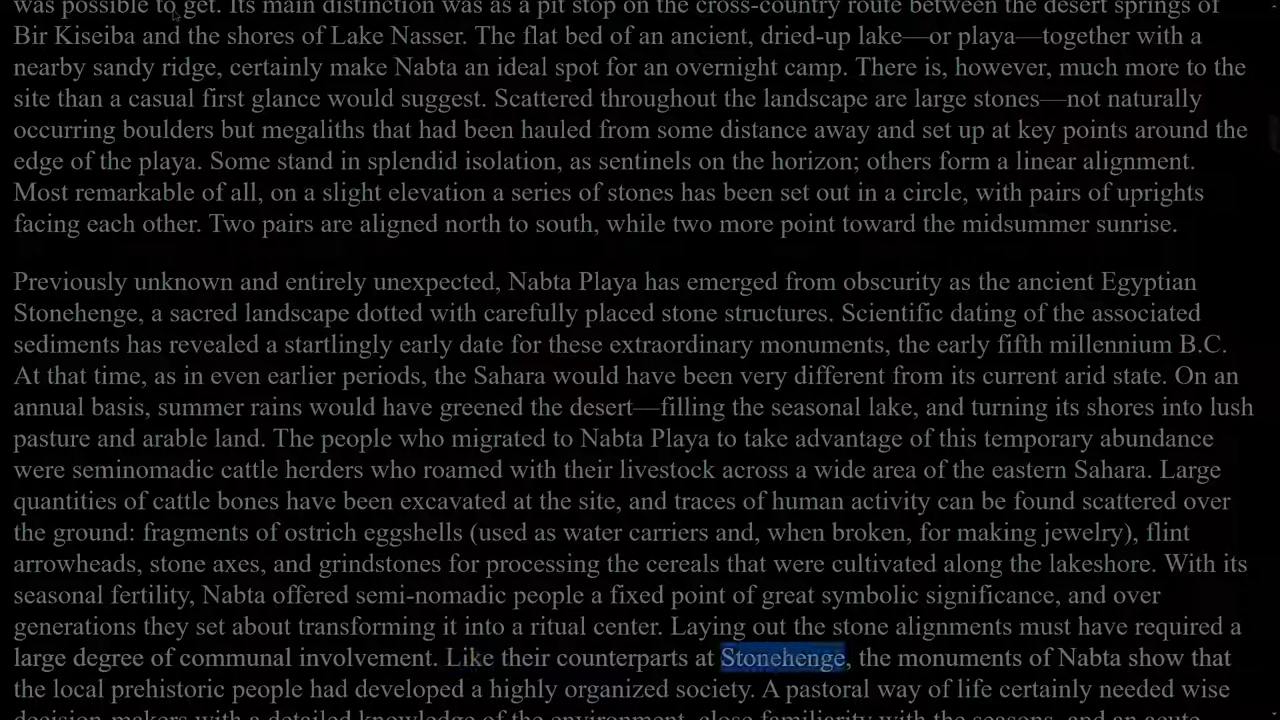 was possible to get. Its main distinction was as a pit stop on the cross-country route between the desert springs of
Bir Kiseiba and the shores of Lake Nasser. The flat bed of an ancient, dried-up lake—or playa—together with a
nearby sandy ridge, certainly make Nabta an ideal spot for an overnight camp. There is, however, much more to the
site than a casual first glance would suggest. Scattered throughout the landscape are large stones—not naturally
occurring boulders but megaliths that had been hauled from some distance away and set up at key points around the
edge of the playa. Some stand in splendid isolation, as sentinels on the horizon; others form a linear alignment.
Most remarkable of all, on a slight elevation a series of stones has been set out in a circle, with pairs of uprights
facing each other. Two pairs are aligned north to south, while two more point toward the midsummer sunrise.
Previously unknown and entirely unexpected, Nabta Playa has emerged from obscurity as the ancient Egyptian
Stonehenge, a sacred landscape dotted with carefully placed stone structures. Scientific dating of the associated
sediments has revealed a startlingly early date for these extraordinary monuments, the early fifth millennium B.C.
At that time, as in even earlier periods, the Sahara would have been very different from its current arid state. On an
annual basis, summer rains would have greened the desert—filling the seasonal lake, and turning its shores into lush
pasture and arable land. The people who migrated to Nabta Playa to take advantage of this temporary abundance
were seminomadic cattle herders who roamed with their livestock across a wide area of the eastern Sahara. Large
quantities of cattle bones have been excavated at the site, and traces of human activity can be found scattered over
the ground: fragments of ostrich eggshells (used as water carriers and, when broken, for making jewelry), flint
arrowheads, stone axes, and grindstones for processing the cereals that were cultivated along the lakeshore. With its
seasonal fertility, Nabta offered semi-nomadic people a fixed point of great symbolic significance, and over
generations they set about transforming it into a ritual center. Laying out the stone alignments must have required a
large degree of communal involvement. Like their counterparts at Stonehenge, the monuments of Nabta show that
the local prehistoric people had developed a highly organized society. A pastoral way of life certainly needed wise
decision-makers with a detailed knowledge of the environment, close familiarity with the seasons, and an acute